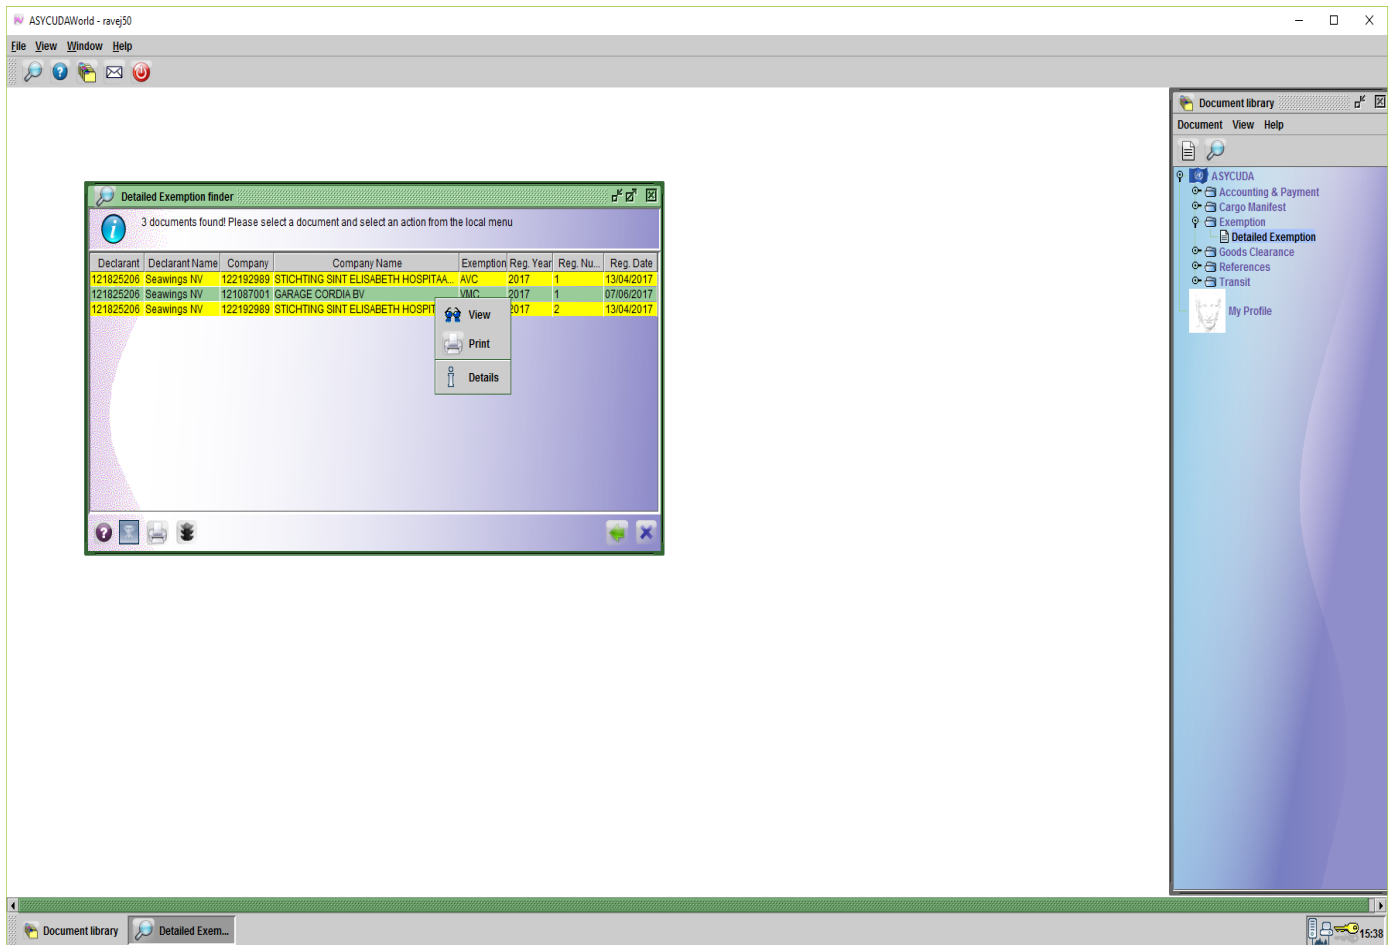 ASYCUDAWorld - ravej50
File View Window Help
Document library
Document View Help
ASYCUDA
Accounting & Payment
Cargo Manifest
Exemption
Detailed Exemption
Goods Clearance
References
Transit
My Profile
Detailed Exemption finder
3 documents found! Please select a document and select an action from the local menu
Declarant Declarant Name Company Company Name Exemption Reg. Year Reg. Nu... Reg. Date
121825206 Seawings NV 122192989 STICHTING SINT ELISABETH HOSPITAA... AVC 2017 1 13/04/2017
121825206 Seawings NV 121087001 GARAGE CORDIA BV VMC 2017 1 07/06/2017
121825206 Seawings NV 122192989 STICHTING SINT ELISABETH HOSPIT 2017 2 13/04/2017
View
Print
Details
Document library Detailed Exem... 15:38